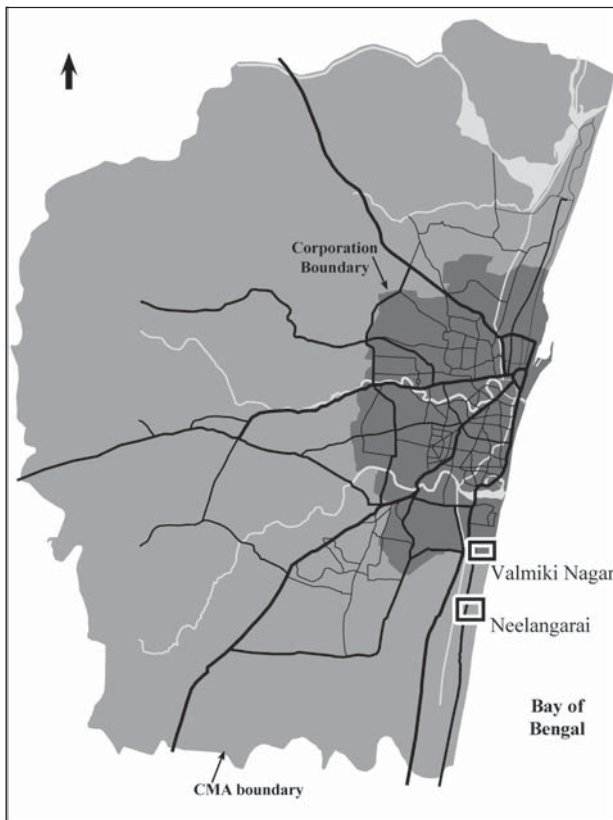 Corporation
Boundary
Valmiki Nagar
Neelangarai
Bay of
Bengal
CMA boundary